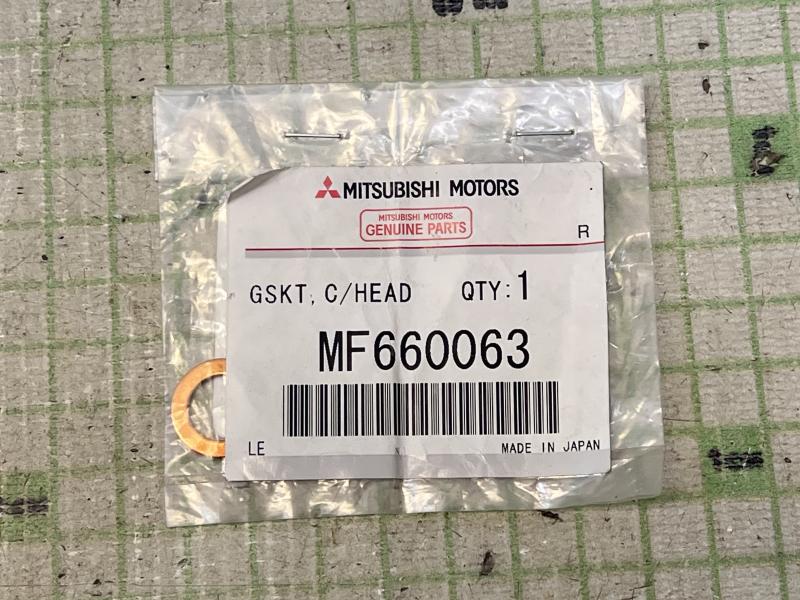 MITSUBISHI MOTORS
MITSUBISHI MOTORS
GENUINE PARTS
R
GSKT, C/HEAD QTY:1
MF660063
LE MADE IN JAPAN